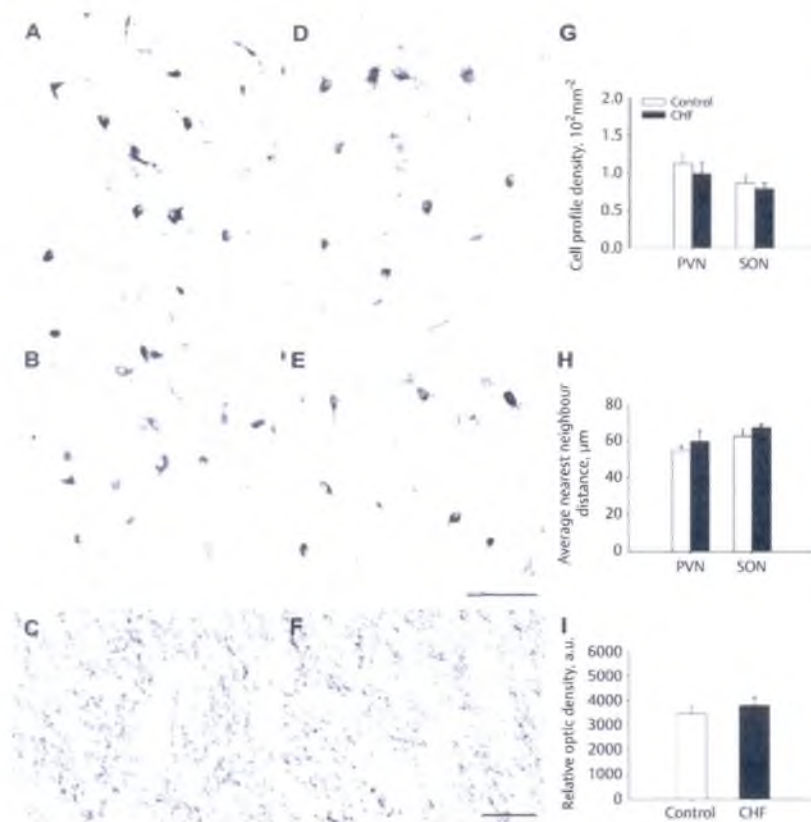 A
D
G
Cell profile density, 10²mm⁻²
2.0
1.5
1.0
0.5
0.0
Control
CHF
PVN SON
B
E
H
Average nearest neighbour
distance, μm
80
60
40
20
0
PVN SON
C
F
I
Relative optic density, a.u.
6000
5000
4000
3000
2000
1000
0
Control CHF